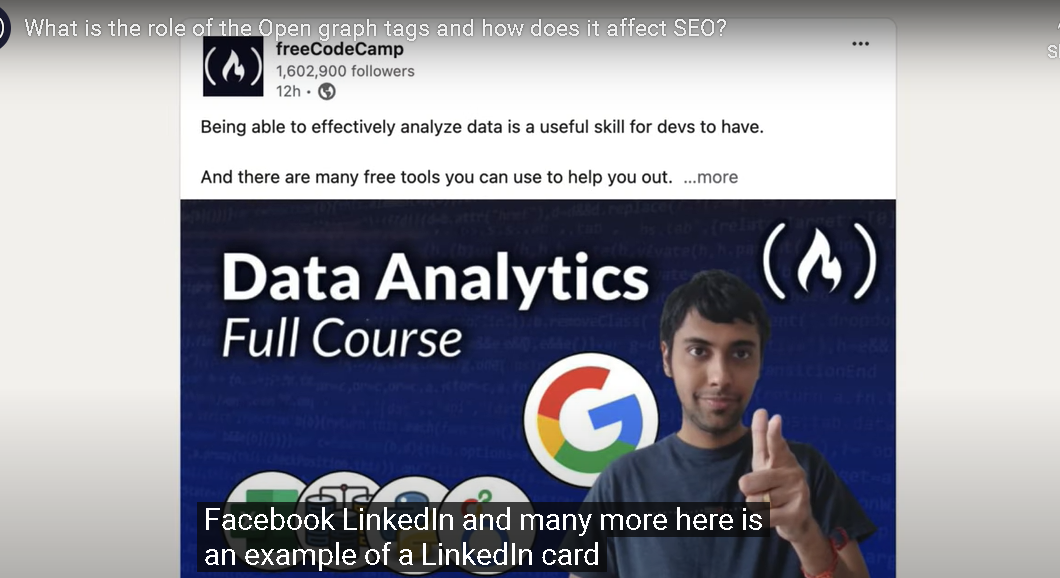 What is the role of the Open graph tags and how does it affect SEO?
freeCodeCamp
1,602,900 followers
12h •
Being able to effectively analyze data is a useful skill for devs to have.
And there are many free tools you can use to help you out. ...more
Data Analytics
Full Course
Facebook LinkedIn and many more here is
an example of a LinkedIn card